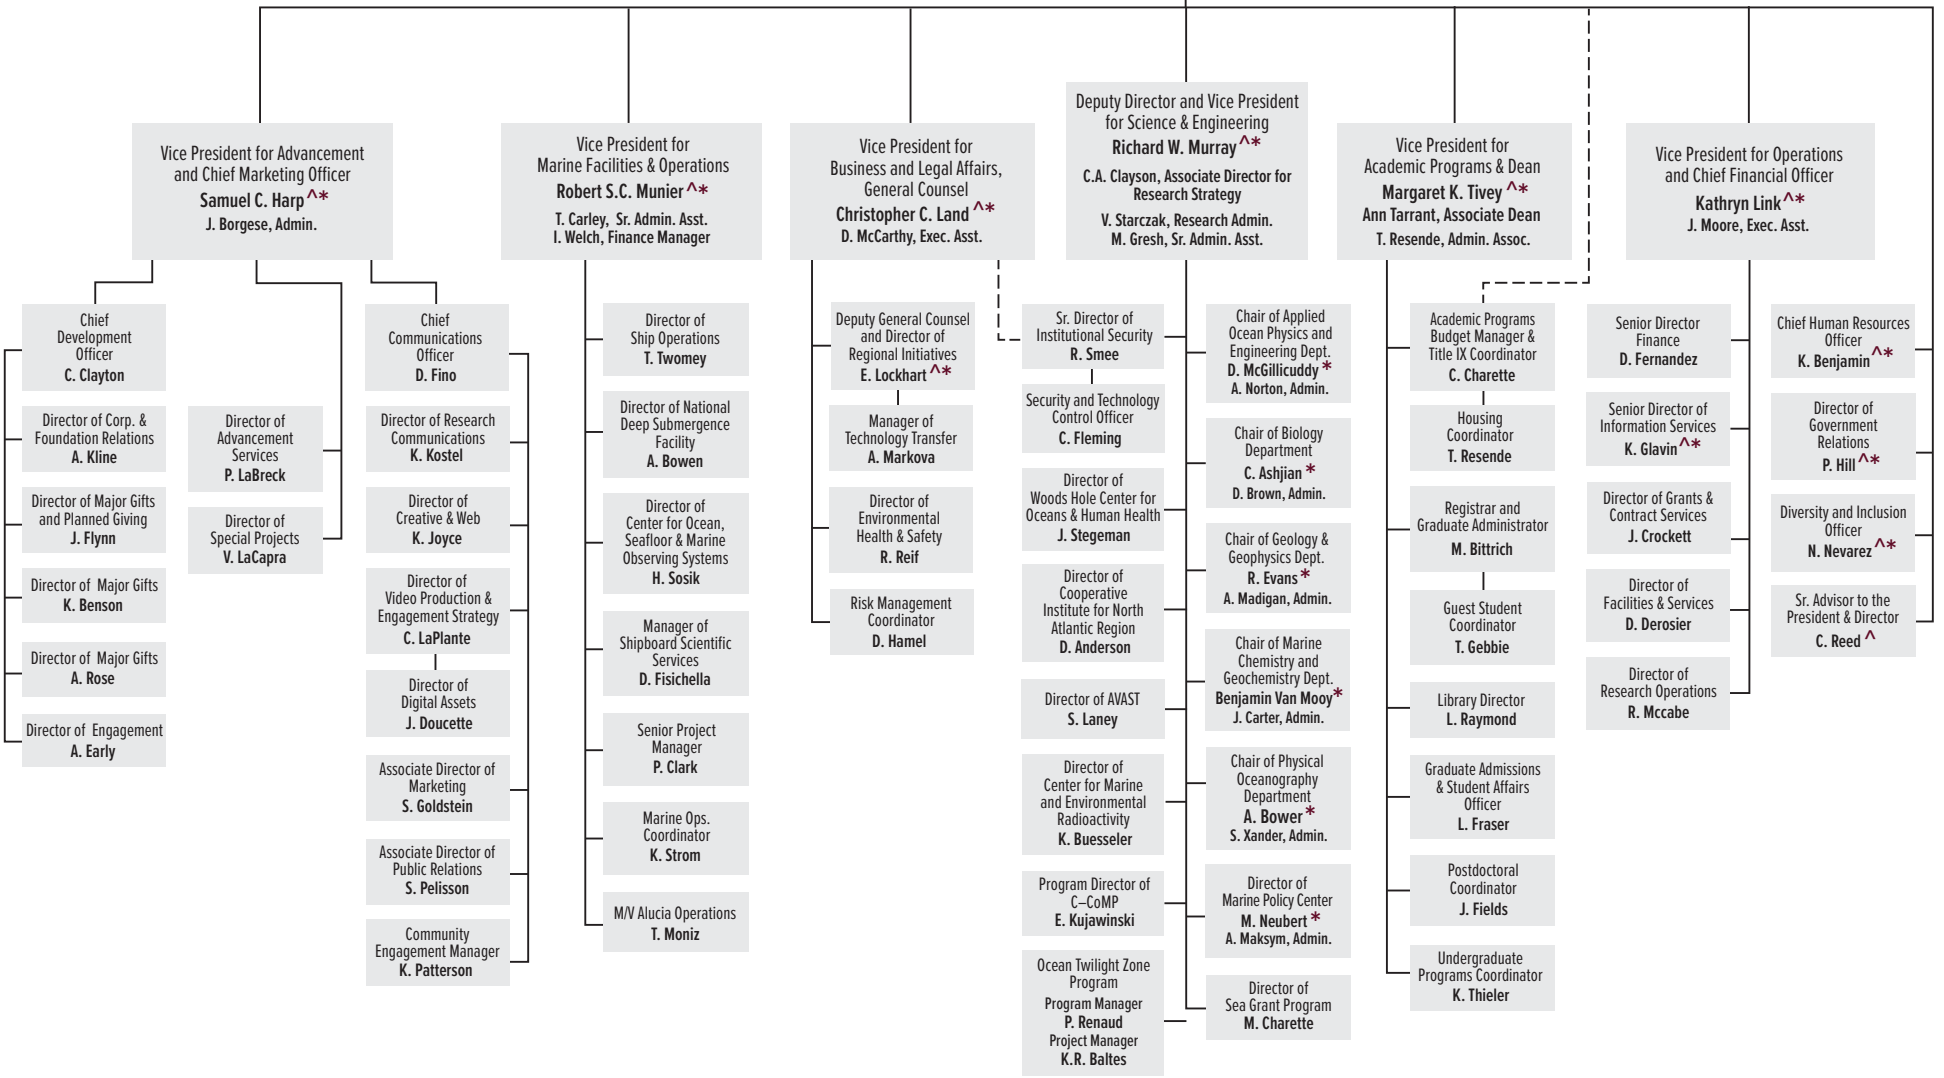 Vice President for Advancement
and Chief Marketing Officer
Samuel C. Harp ^*
J. Borgese, Admin.
Chief
Development
Officer
C. Clayton
Director of Corp. &
Foundation Relations
A. Kline
Director of Major Gifts
and Planned Giving
J. Flynn
Director of Major Gifts
K. Benson
Director of Major Gifts
A. Rose
Director of Engagement
A. Early
Director of
Advancement
Services
P. LaBreck
Director of
Special Projects
V. LaCapra
Chief
Communications
Officer
D. Fino
Director of Research
Communications
K. Kostel
Director of
Creative & Web
K. Joyce
Director of
Video Production &
Engagement Strategy
C. LaPlante
Director of
Digital Assets
J. Doucette
Associate Director of
Marketing
S. Goldstein
Associate Director of
Public Relations
S. Pelisson
Community
Engagement Manager
K. Patterson
Vice President for
Marine Facilities & Operations
Robert S.C. Munier ^*
T. Carley, Sr. Admin. Asst.
I. Welch, Finance Manager
Director of
Ship Operations
T. Twomey
Director of National
Deep Submergence
Facility
A. Bowen
Director of
Center for Ocean,
Seafloor & Marine
Observing Systems
H. Sosik
Manager of
Shipboard Scientific
Services
D. Fisichella
Senior Project
Manager
P. Clark
Marine Ops.
Coordinator
K. Strom
M/V Alucia Operations
T. Moniz
Vice President for
Business and Legal Affairs,
General Counsel
Christopher C. Land ^*
D. McCarthy, Exec. Asst.
Deputy General Counsel
and Director of
Regional Initiatives
E. Lockhart ^*
Manager of
Technology Transfer
A. Markova
Director of
Environmental
Health & Safety
R. Reif
Risk Management
Coordinator
D. Hamel
Deputy Director and Vice President
for Science & Engineering
Richard W. Murray ^*
C.A. Clayson, Associate Director for
Research Strategy
V. Starczak, Research Admin.
M. Gresh, Sr. Admin. Asst.
Sr. Director of
Institutional Security
R. Smee
Security and Technology
Control Officer
C. Fleming
Director of
Woods Hole Center for
Oceans & Human Health
J. Stegeman
Director of
Cooperative
Institute for North
Atlantic Region
D. Anderson
Director of AVAST
S. Laney
Director of
Center for Marine
and Environmental
Radioactivity
K. Buesseler
Program Director of
C–CoMP
E. Kujawinski
Ocean Twilight Zone
Program
Program Manager
P. Renaud
Project Manager
K.R. Baltes
Chair of Applied
Ocean Physics and
Engineering Dept.
D. McGillicuddy *
A. Norton, Admin.
Chair of Biology
Department
C. Ashjian *
D. Brown, Admin.
Chair of Geology &
Geophysics Dept.
R. Evans *
A. Madigan, Admin.
Chair of Marine
Chemistry and
Geochemistry Dept.
Benjamin Van Mooy *
J. Carter, Admin.
Chair of Physical
Oceanography
Department
A. Bower *
S. Xander, Admin.
Director of
Marine Policy Center
M. Neubert *
A. Maksym, Admin.
Director of
Sea Grant Program
M. Charette
Vice President for
Academic Programs & Dean
Margaret K. Tivey ^*
Ann Tarrant, Associate Dean
T. Resende, Admin. Assoc.
Academic Programs
Budget Manager &
Title IX Coordinator
C. Charette
Housing
Coordinator
T. Resende
Registrar and
Graduate Administrator
M. Bittrich
Guest Student
Coordinator
T. Gebbie
Library Director
L. Raymond
Graduate Admissions
& Student Affairs
Officer
L. Fraser
Postdoctoral
Coordinator
J. Fields
Undergraduate
Programs Coordinator
K. Thieler
Vice President for Operations
and Chief Financial Officer
Kathryn Link ^*
J. Moore, Exec. Asst.
Senior Director
Finance
D. Fernandez
Senior Director of
Information Services
K. Glavin ^*
Director of Grants &
Contract Services
J. Crockett
Director of
Facilities & Services
D. Derosier
Director of
Research Operations
R. Mccabe
Chief Human Resources
Officer
K. Benjamin ^*
Director of
Government
Relations
P. Hill ^*
Diversity and Inclusion
Officer
N. Nevarez ^*
Sr. Advisor to the
President & Director
C. Reed ^